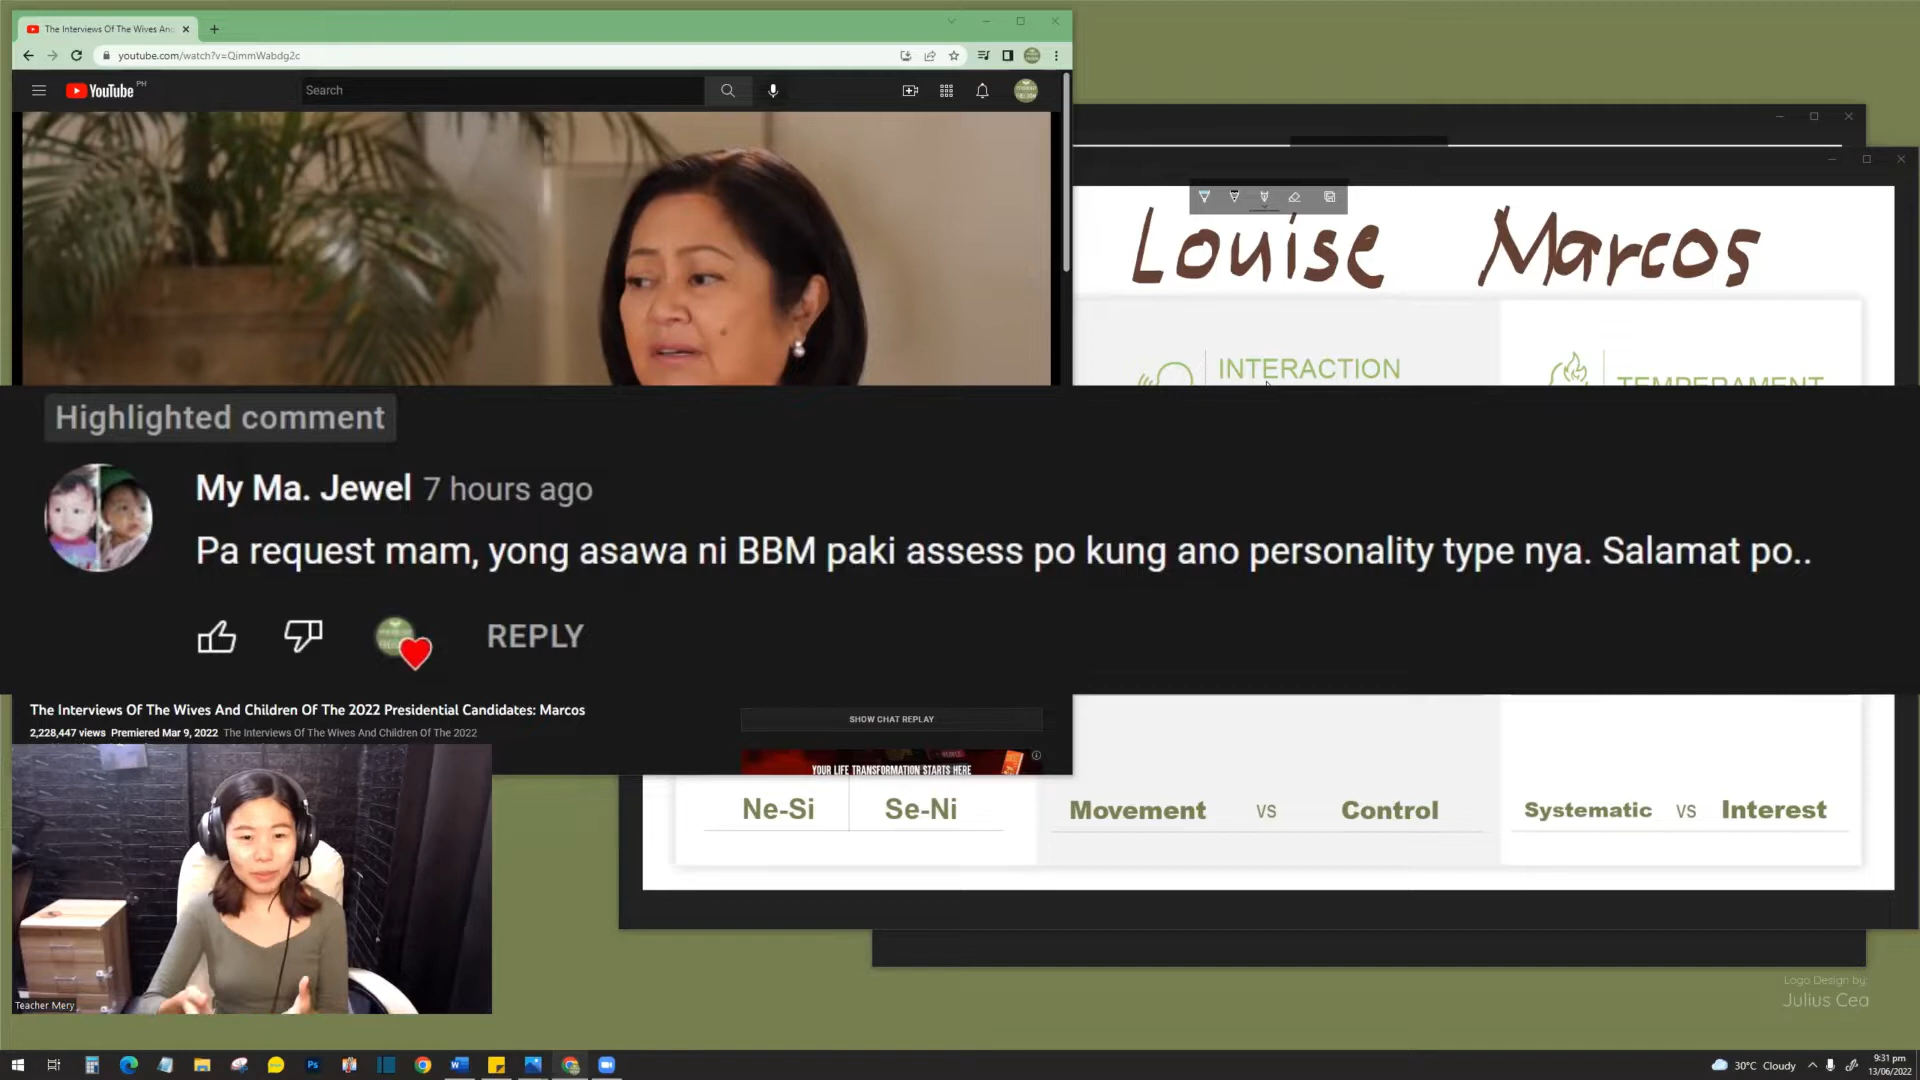 The Interviews Of The Wives And
youtube.com/watch?v=QimmWabdg2c
YouTube PH
Search
Louise Marcos
INTERACTION
TEMPERAMENT
Highlighted comment
My Ma. Jewel 7 hours ago
Pa request mam, yong asawa ni BBM paki assess po kung ano personality type nya. Salamat po..
REPLY
The Interviews Of The Wives And Children Of The 2022 Presidential Candidates: Marcos
2,228,447 views Premiered Mar 9, 2022 The Interviews Of The Wives And Children Of The 2022
SHOW CHAT REPLAY
YOUR LIFE TRANSFORMATION STARTS HERE
Ne-Si Se-Ni Movement VS Control Systematic VS Interest
Teacher Mery
Logo Design by:
Julius Cea
30°C Cloudy
9:31 pm
13/06/2022